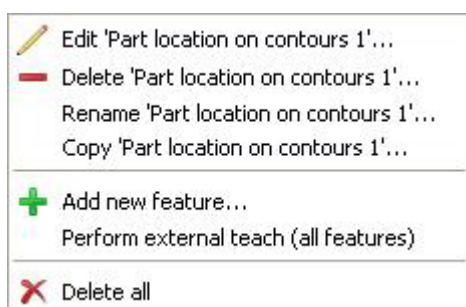 Edit 'Part location on contours 1'...
Delete 'Part location on contours 1'...
Rename 'Part location on contours 1'...
Copy 'Part location on contours 1'...
Add new feature...
Perform external teach (all features)
Delete all